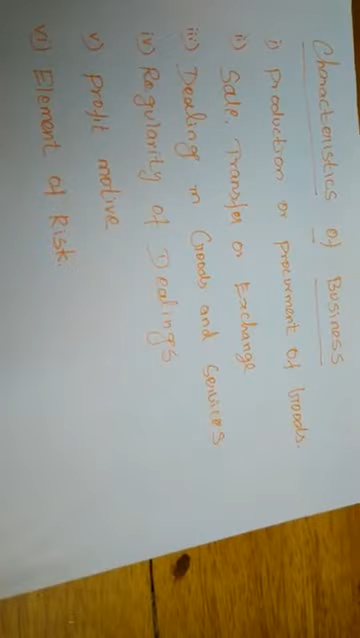 Characteristics of Business
i) Production or procurement of Goods.
ii) Sale, Transfer or Exchange
iii) Dealing in Goods and Services
iv) Regularity of Dealings
v) Profit motive
vi) Element of Risk.